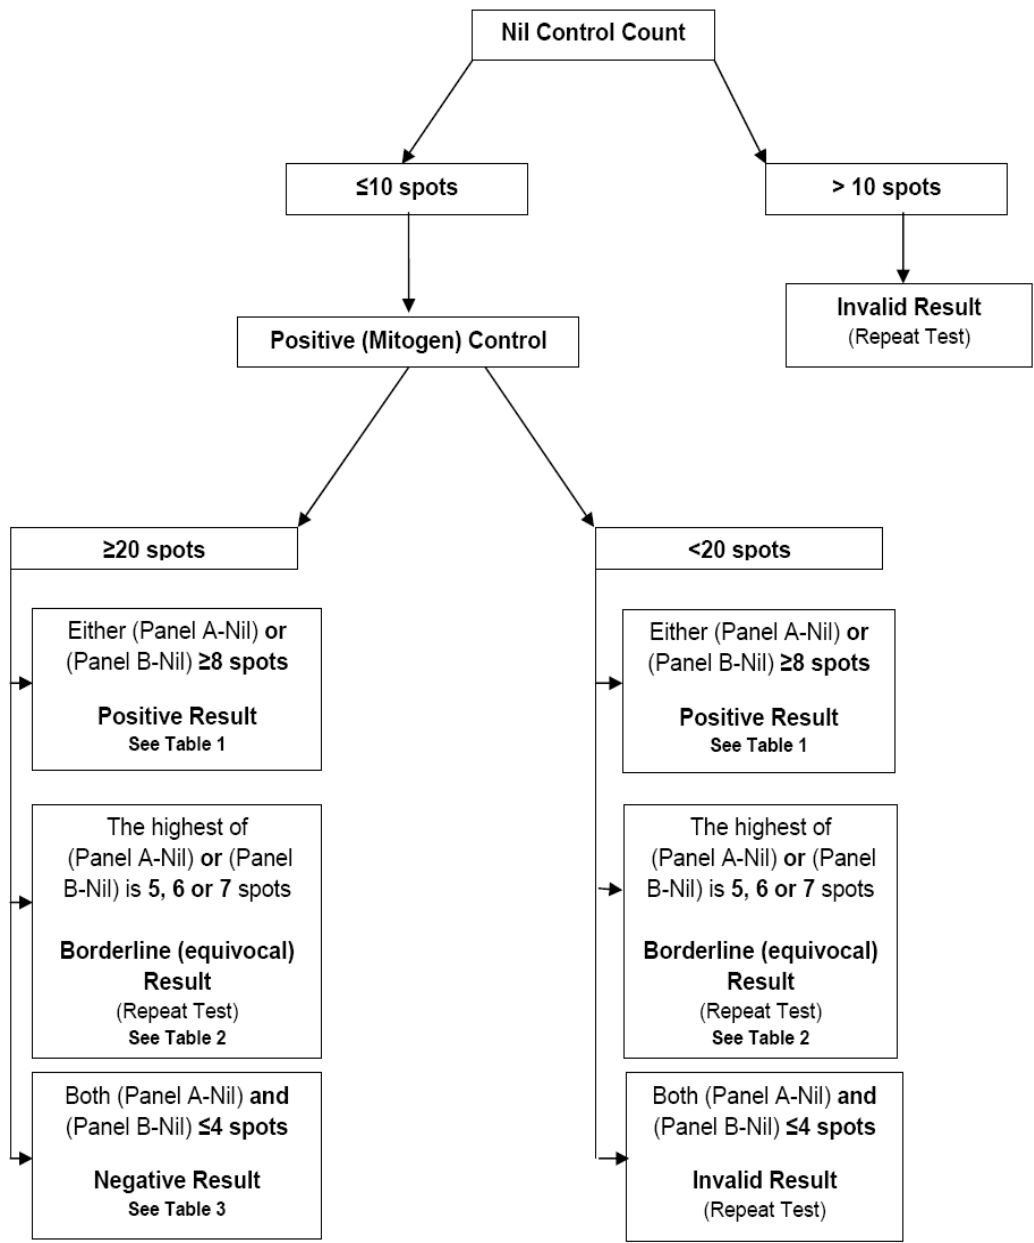 Nil Control Count
≤10 spots
> 10 spots
Invalid Result
(Repeat Test)
Positive (Mitogen) Control
≥20 spots
Either (Panel A-Nil) or
(Panel B-Nil) ≥8 spots
Positive Result
See Table 1
The highest of
(Panel A-Nil) or (Panel
B-Nil) is 5, 6 or 7 spots
Borderline (equivocal)
Result
(Repeat Test)
See Table 2
Both (Panel A-Nil) and
(Panel B-Nil) ≤4 spots
Negative Result
See Table 3
<20 spots
Either (Panel A-Nil) or
(Panel B-Nil) ≥8 spots
Positive Result
See Table 1
The highest of
(Panel A-Nil) or (Panel
B-Nil) is 5, 6 or 7 spots
Borderline (equivocal)
Result
(Repeat Test)
See Table 2
Both (Panel A-Nil) and
(Panel B-Nil) ≤4 spots
Invalid Result
(Repeat Test)